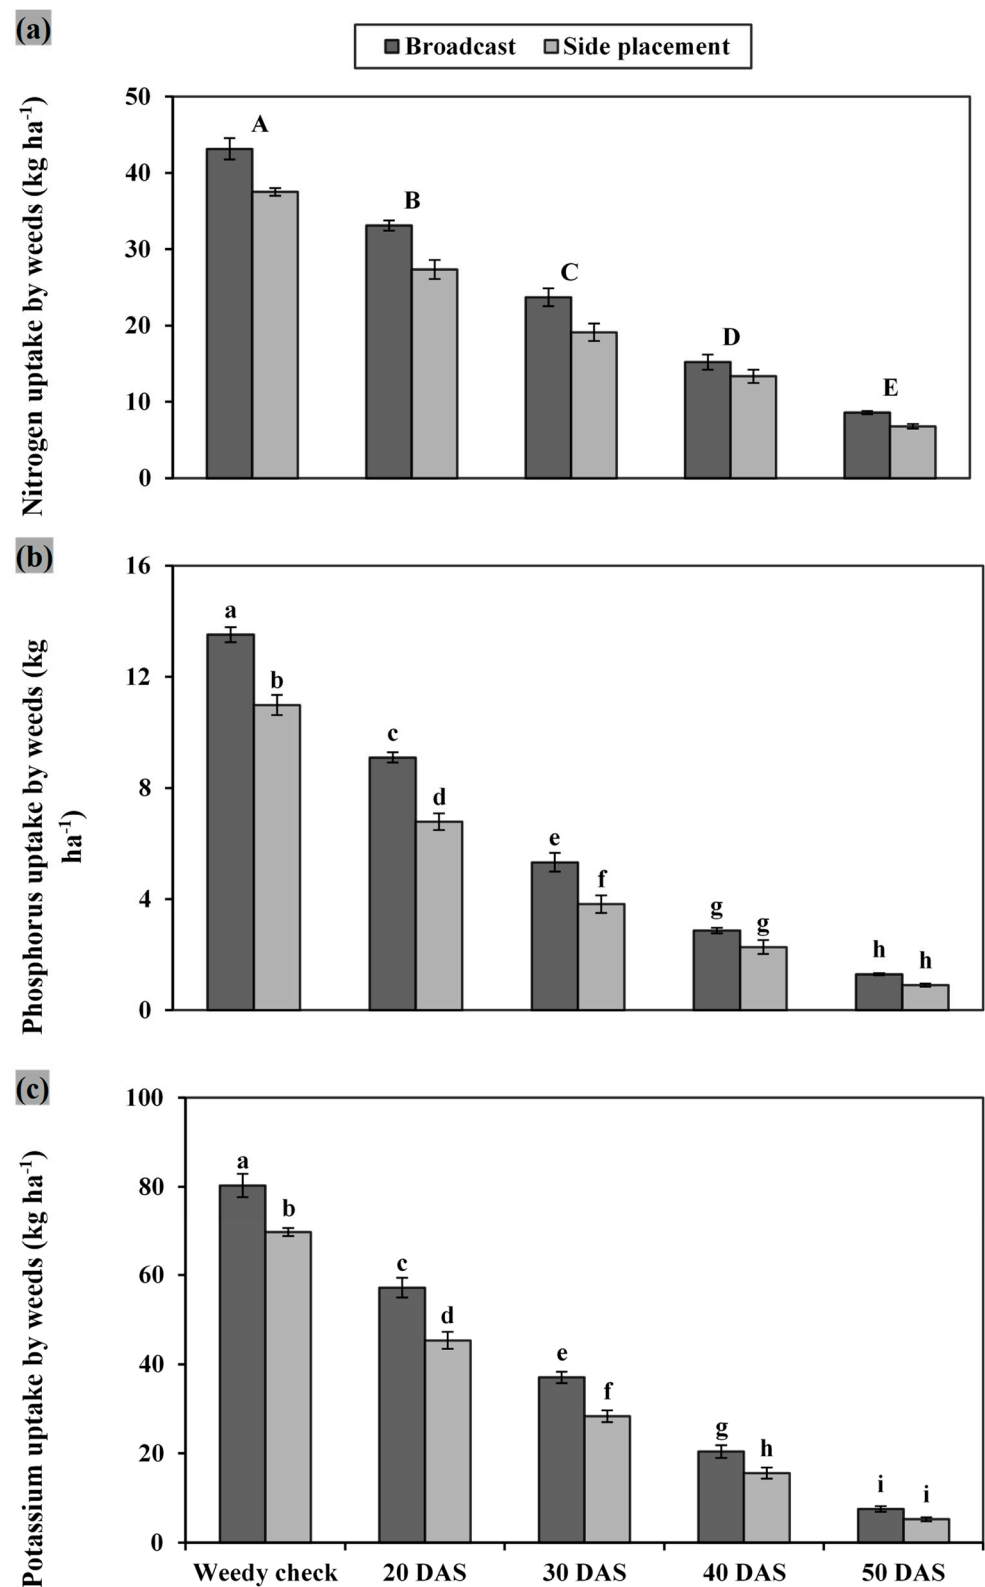 (a)
Broadcast Side placement
Nitrogen uptake by weeds (kg ha-1)
50
40
30
20
10
0
A
B
C
D
E
(b)
Phosphorus uptake by weeds (kg
ha-1)
16
12
8
4
0
a
b
c
d
e
f
g
g
h
h
(c)
Potassium uptake by weeds (kg ha-1)
100
80
60
40
20
0
a
b
c
d
e
f
g
h
i
i
Weedy check 20 DAS 30 DAS 40 DAS 50 DAS